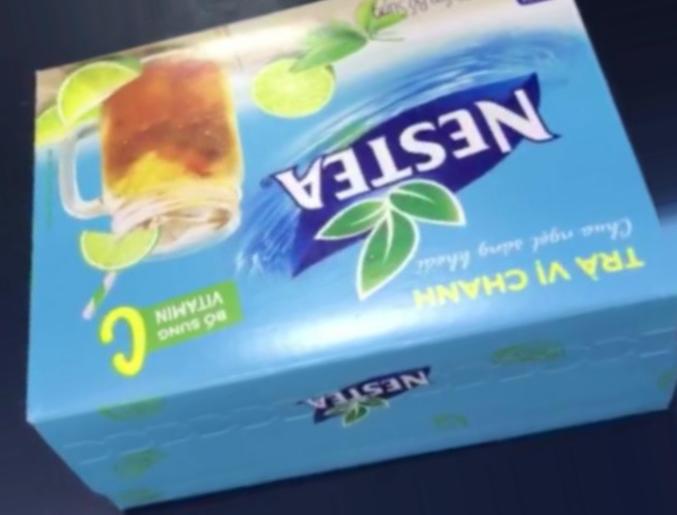 TRÀ VỊ CHANH
Chua ngọt sảng khoái
NESTEA
BỔ SUNG
VITAMIN
C
NESTEA